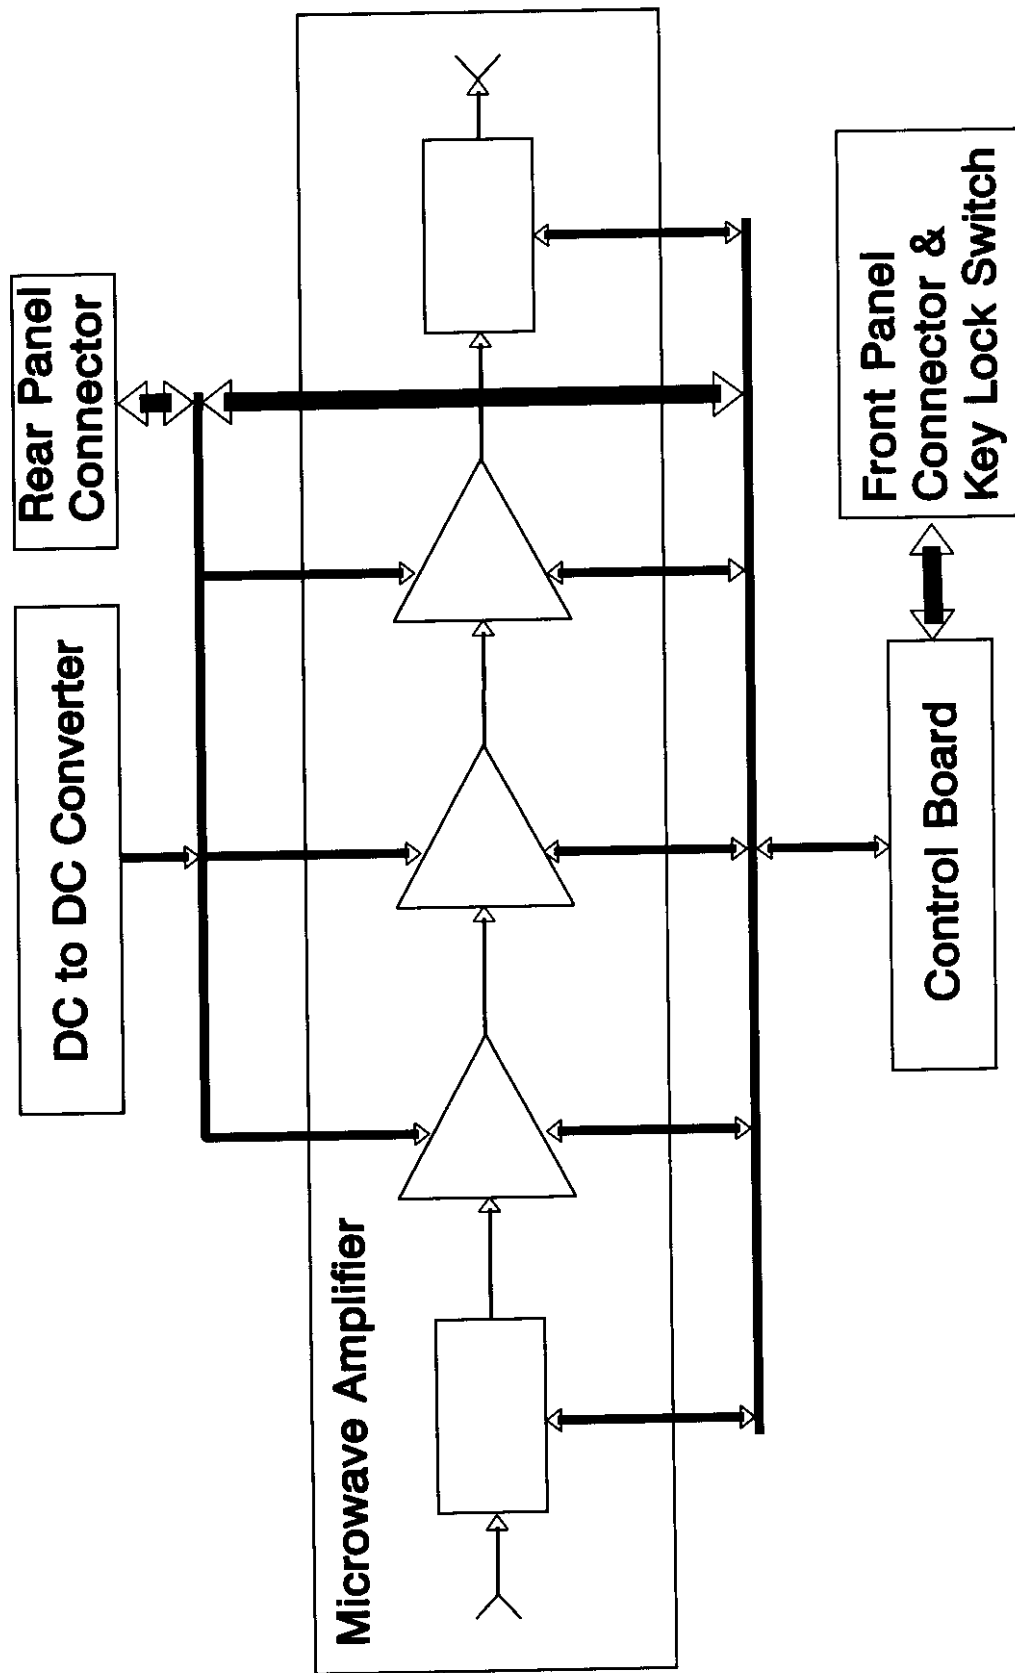 DC to DC Converter
Rear Panel
Connector
Microwave Amplifier
Control Board
Front Panel
Connector &
Key Lock Switch